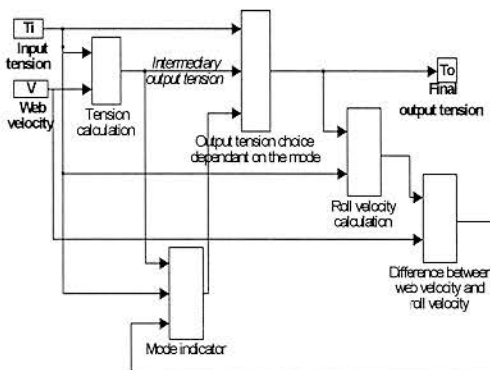 Ti
Input
tension
V
Web
velocity
Tension
calculation
Intermediary
output tension
Output tension choice
dependant on the mode
To
Final
output tension
Roll velocity
calculation
Difference between
web velocity and
roll velocity
Mode indicator